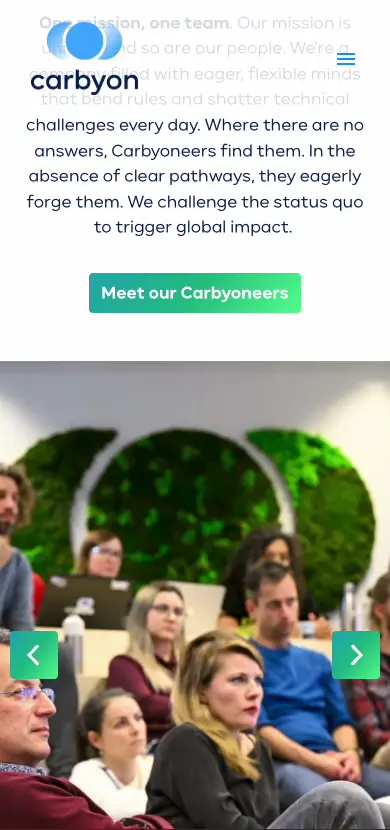 One mission, one team. Our mission is
and so are our people. We're a
company filled with eager, flexible minds
that bend rules and shatter technical
carbyon
challenges every day. Where there are no
answers, Carbyoneers find them. In the
absence of clear pathways, they eagerly
forge them. We challenge the status quo
to trigger global impact.
Meet our Carbyoneers